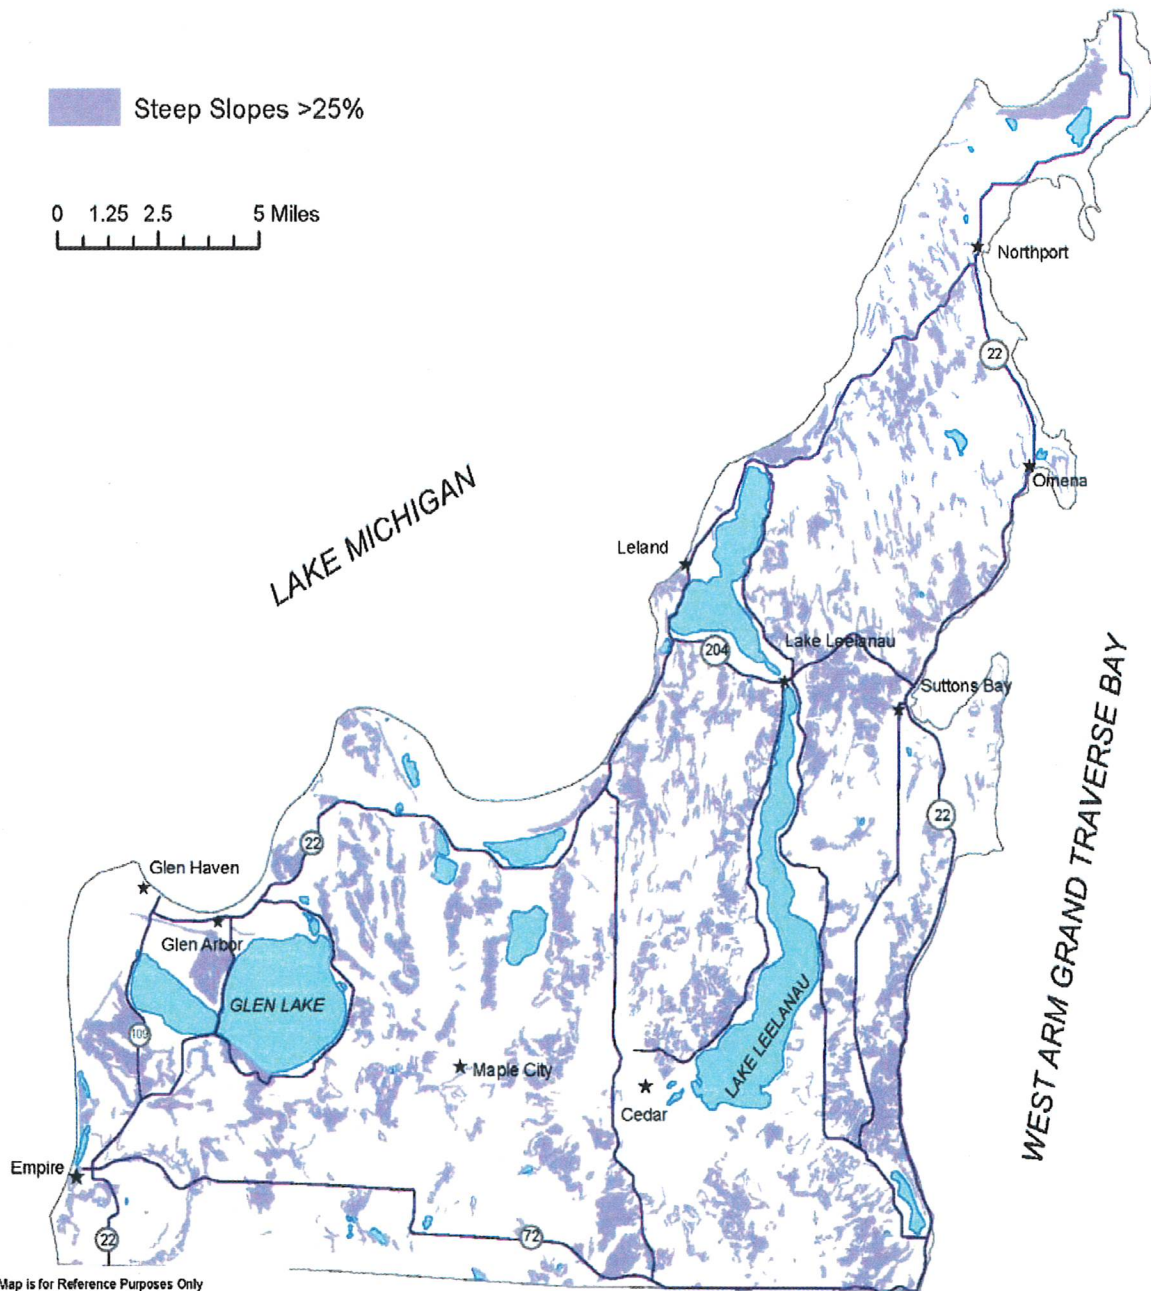 Steep Slopes >25%
0 1.25 2.5 5 Miles
Northport
22
Omena
LAKE MICHIGAN
Leland
204
Lake Leelanau
Suttons Bay
22
22
Glen Haven
Glen Arbor
GLEN LAKE
109
Maple City
LAKE LEELANAU
Cedar
WEST ARM GRAND TRAVERSE BAY
Empire
22
72
Map is for Reference Purposes Only